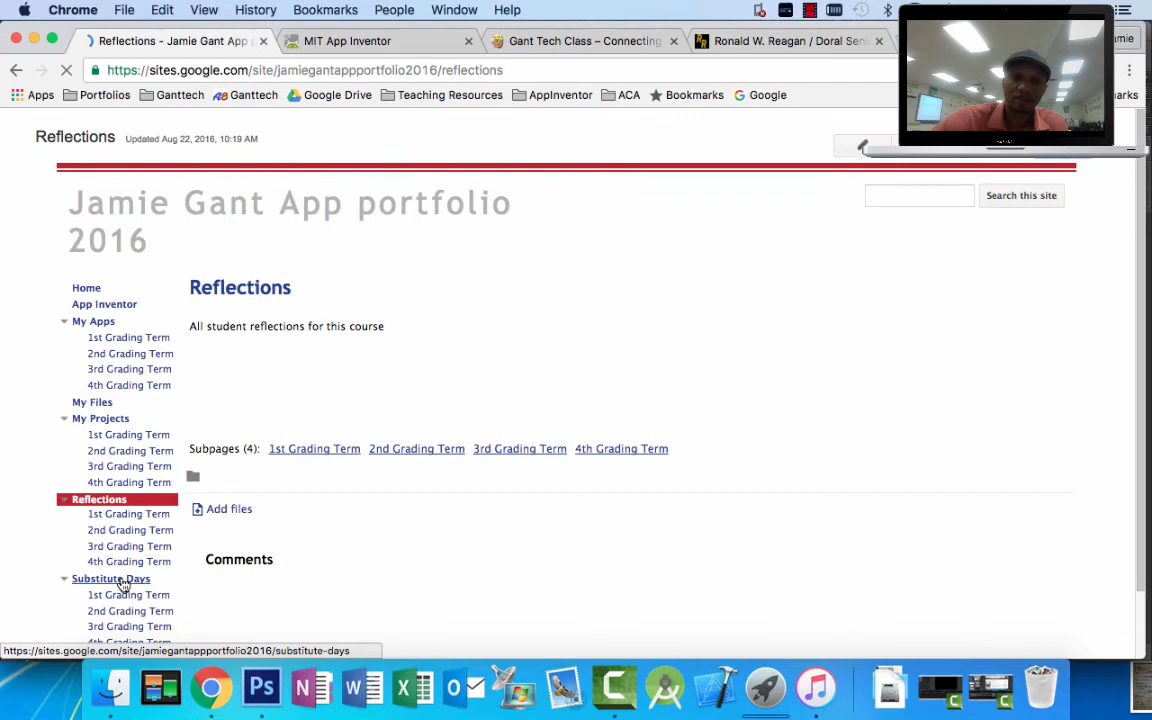 Chrome File Edit View History Bookmarks People Window Help
Reflections - Jamie Gant App
MIT App Inventor
Gant Tech Class – Connecting
Ronald W. Reagan / Doral Seni
https://sites.google.com/site/jamiegantappportfolio2016/reflections
Apps Portfolios Ganttech Ganttech Google Drive Teaching Resources AppInventor ACA Bookmarks Google
Reflections Updated Aug 22, 2016, 10:19 AM
Jamie Gant App portfolio
2016
Search this site
Home
App Inventor
My Apps
1st Grading Term
2nd Grading Term
3rd Grading Term
4th Grading Term
My Files
My Projects
1st Grading Term
2nd Grading Term
3rd Grading Term
4th Grading Term
Reflections
1st Grading Term
2nd Grading Term
3rd Grading Term
4th Grading Term
Substitute Days
1st Grading Term
2nd Grading Term
3rd Grading Term
4th Grading Term
Reflections
All student reflections for this course
Subpages (4): 1st Grading Term 2nd Grading Term 3rd Grading Term 4th Grading Term
Add files
Comments
https://sites.google.com/site/jamiegantappportfolio2016/substitute-days